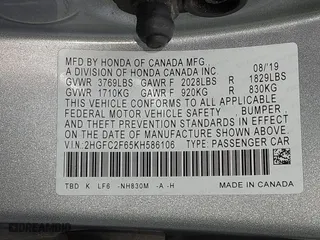 MFD.BY HONDA OF CANADA MFG.
A DIVISION OF HONDA CANADA INC. 08/19
GVWR 3769LBS GAWR F 2028LBS R 1829LBS
GVWR 1710KG GAWR F 920KG R 830KG
THIS VEHICLE CONFORMS TO ALL APPLICABLE
FEDERAL MOTOR VEHICLE SAFETY, BUMPER,
AND THEFT PREVENTION STANDARDS IN EFFECT
ON THE DATE OF MANUFACTURE SHOWN ABOVE.
V.I.N: 2HGFC2F65KH586106 TYPE: PASSENGER CAR
TBD K LF6 -NH830M -A -H MADE IN CANADA